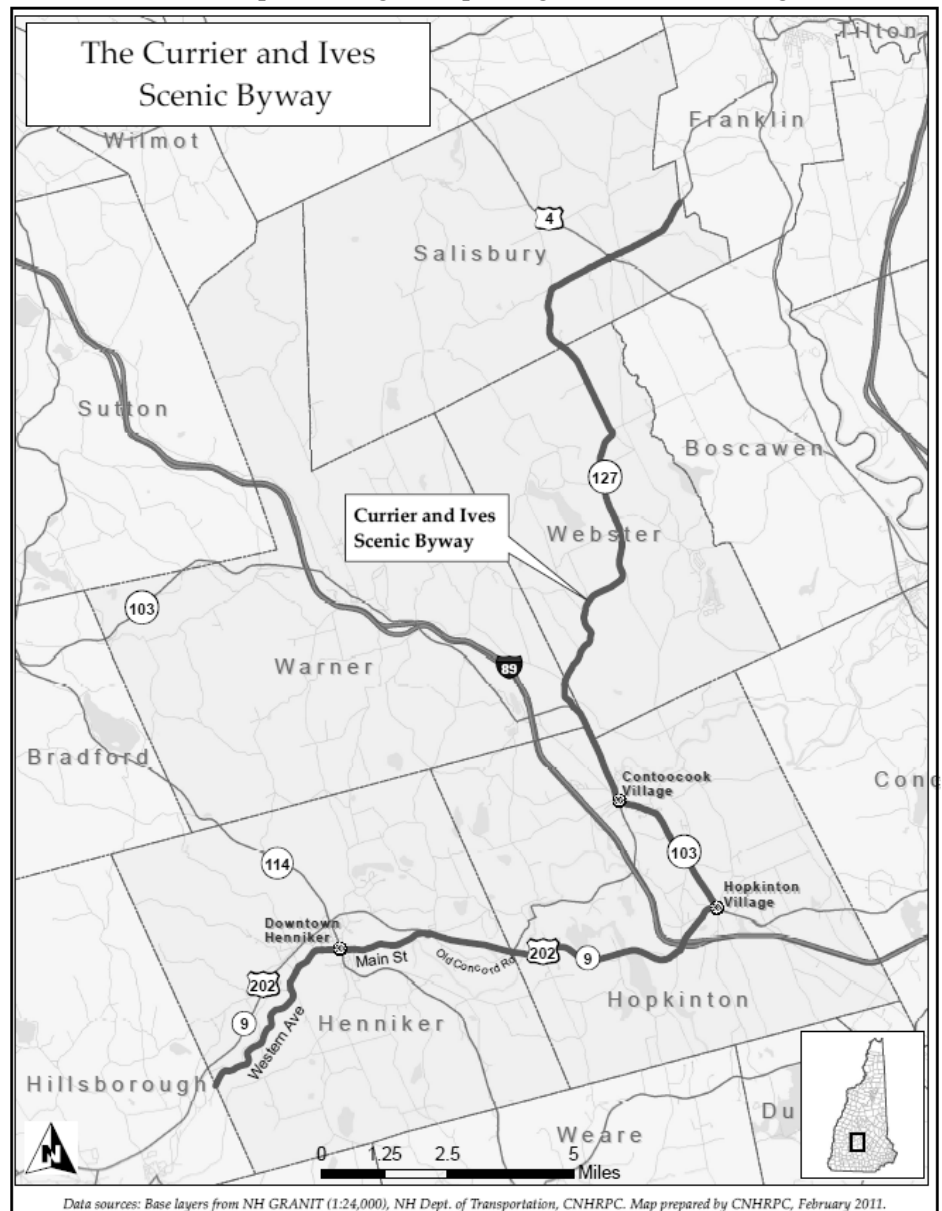 The Currier and Ives
Scenic Byway
Tilton
Franklin
Wilmot
4
Salisbury
Sutton
Boscawen
127
Currier and Ives
Scenic Byway
Webster
103
Warner
89
Bradford
Contoocook
Village
Conc
103
114
Hopkinton
Village
Downtown
Henniker
Main St
Old Concord Rd
202
9
202
Hopkinton
9
Henniker
Western Ave
Hillsborough
Du
Weare
N
0 1.25 2.5 5
Miles
Data sources: Base layers from NH GRANIT (1:24,000), NH Dept. of Transportation, CNHRPC. Map prepared by CNHRPC, February 2011.